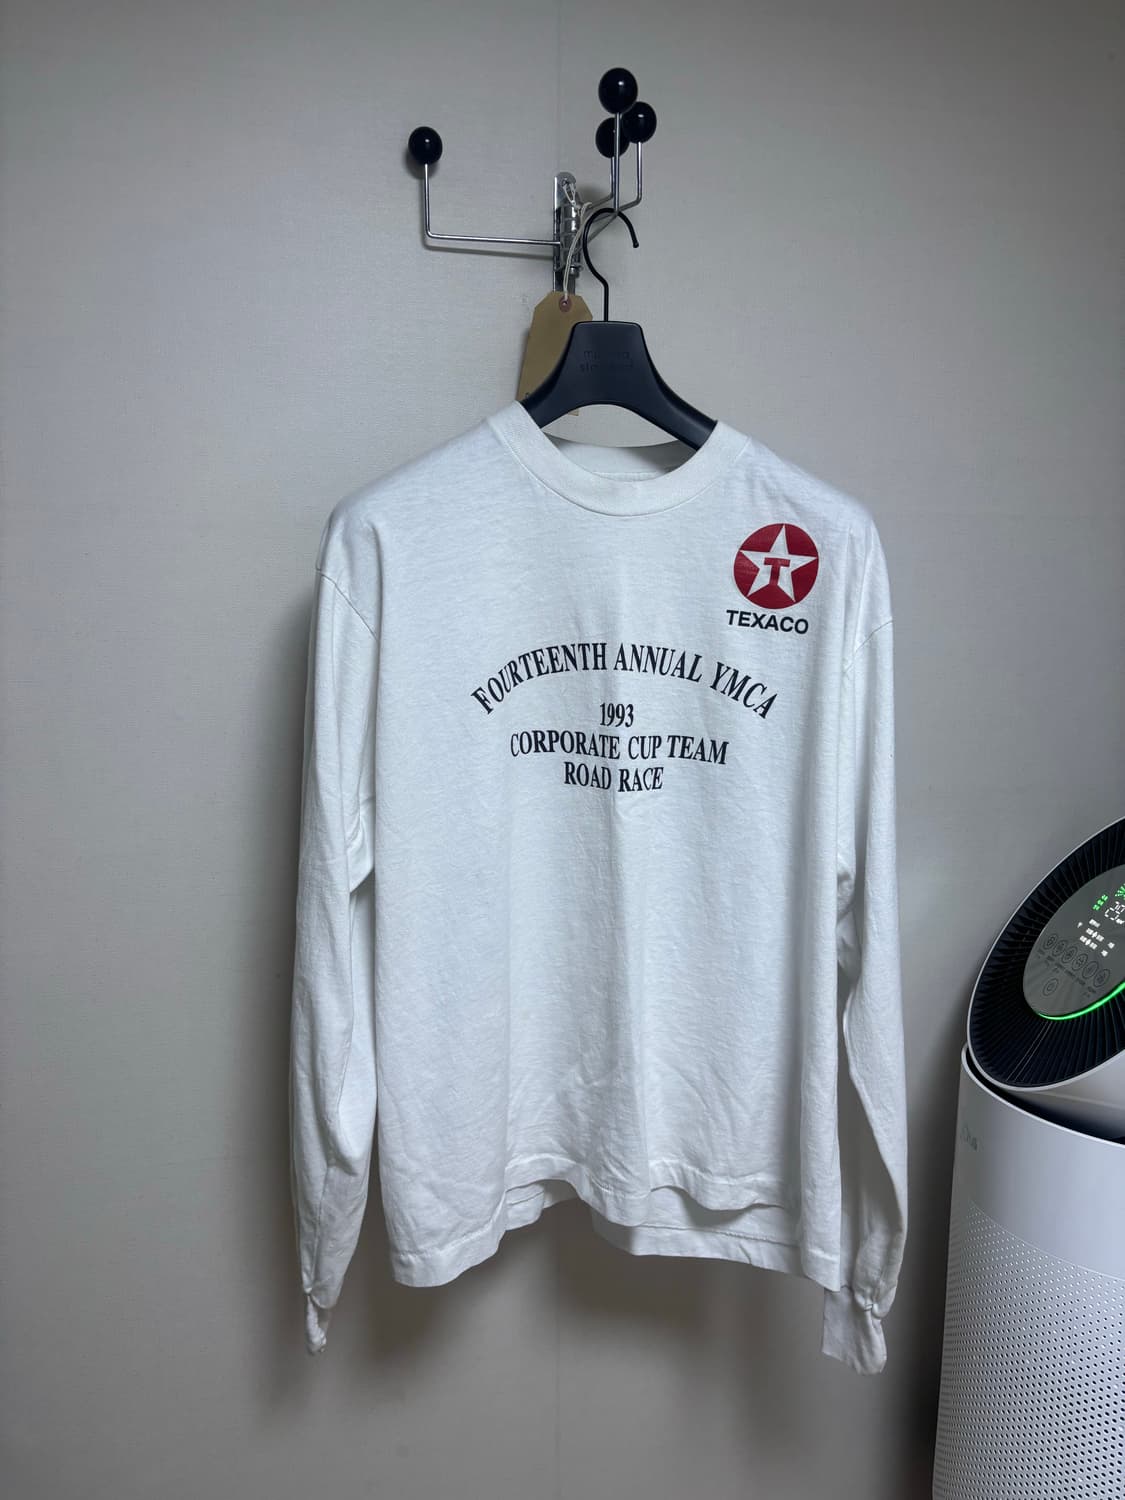 T
TEXACO
FOURTEENTH ANNUAL YMCA
1993
CORPORATE CUP TEAM
ROAD RACE